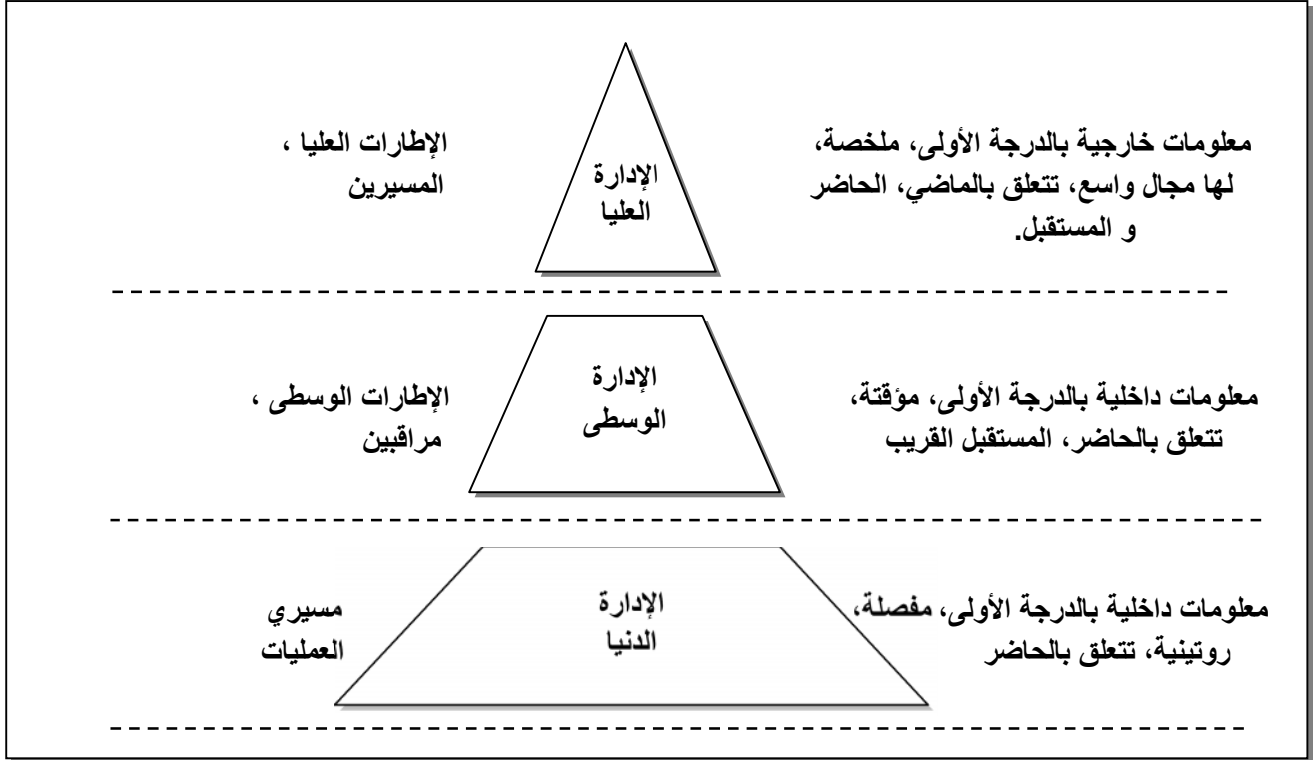 معلومات خارجية بالدرجة الأولى، ملخصة،
لها مجال واسع، تتعلق بالماضي، الحاضر
و المستقبل.
الإدارة
العليا
الإطارات العليا ،
المسيرين
معلومات داخلية بالدرجة الأولى، مؤقتة،
تتعلق بالحاضر، المستقبل القريب
الإدارة
الوسطى
الإطارات الوسطى ،
مراقبين
معلومات داخلية بالدرجة الأولى، مفصلة،
روتينية، تتعلق بالحاضر
الإدارة
الدنيا
مسيري
العمليات